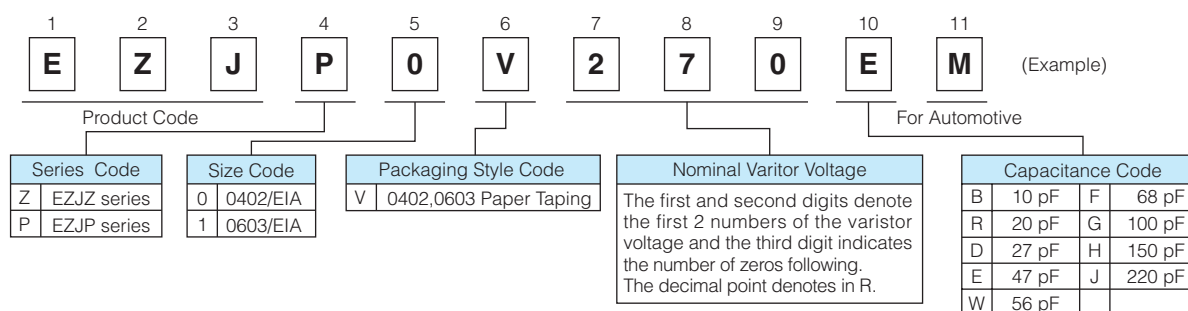 1 2 3 4 5 6 7 8 9 10 11
E Z J P 0 V 2 7 0 E M (Example)
Product Code For Automotive
Series Code
Z EZJZ series
P EZJP series
Size Code
0 0402/EIA
1 0603/EIA
Packaging Style Code
V 0402,0603 Paper Taping
Nominal Varitor Voltage
The first and second digits denote
the first 2 numbers of the varistor
voltage and the third digit indicates
the number of zeros following.
The decimal point denotes in R.
Capacitance Code
B 10 pF F 68 pF
R 20 pF G 100 pF
D 27 pF H 150 pF
E 47 pF J 220 pF
W 56 pF